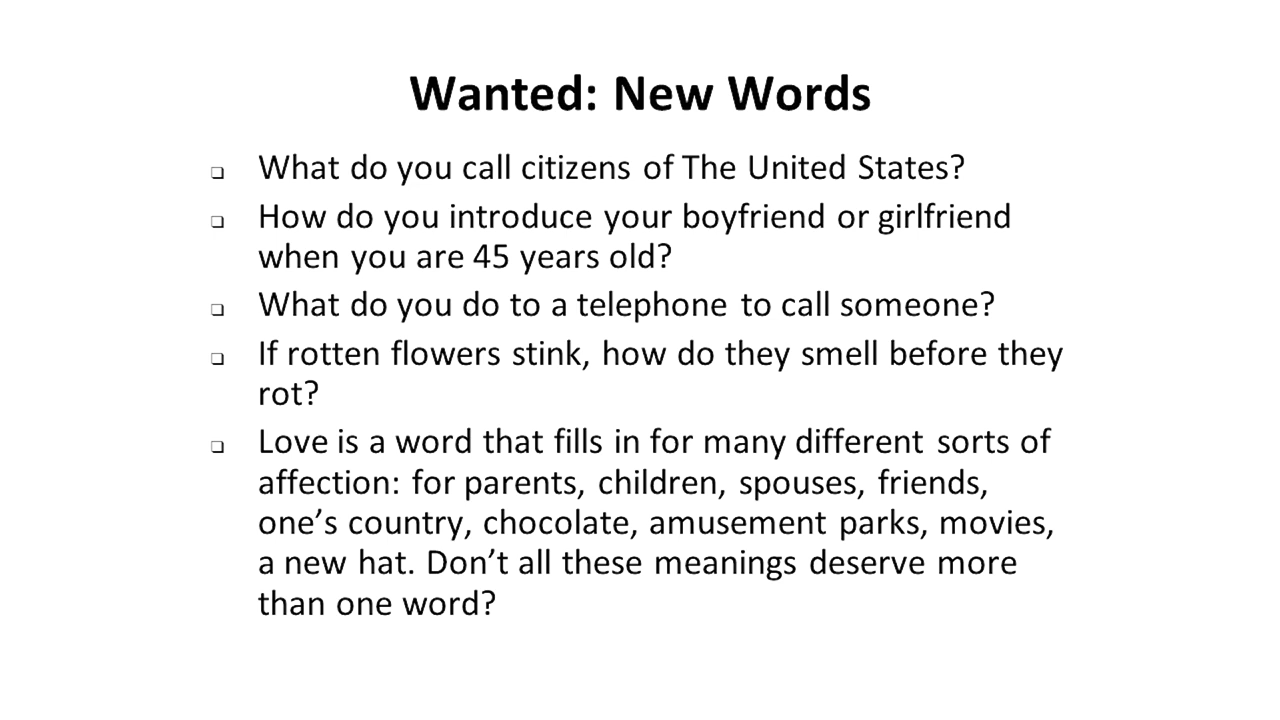 Wanted: New Words
❑ What do you call citizens of The United States?
❑ How do you introduce your boyfriend or girlfriend
when you are 45 years old?
❑ What do you do to a telephone to call someone?
❑ If rotten flowers stink, how do they smell before they
rot?
❑ Love is a word that fills in for many different sorts of
affection: for parents, children, spouses, friends,
one’s country, chocolate, amusement parks, movies,
a new hat. Don’t all these meanings deserve more
than one word?